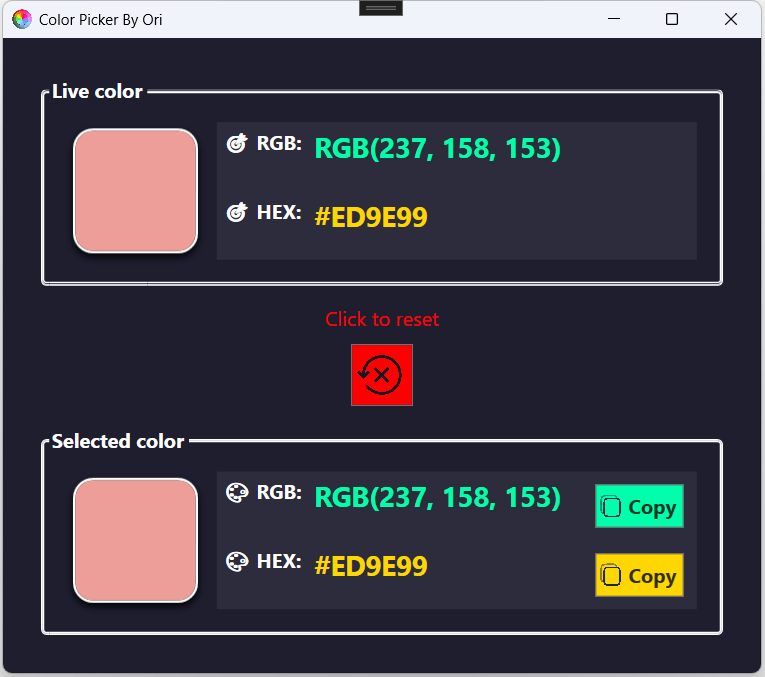 Color Picker By Ori
Live color
RGB: RGB(237, 158, 153)
HEX: #ED9E99
Click to reset
Selected color
RGB: RGB(237, 158, 153) Copy
HEX: #ED9E99 Copy